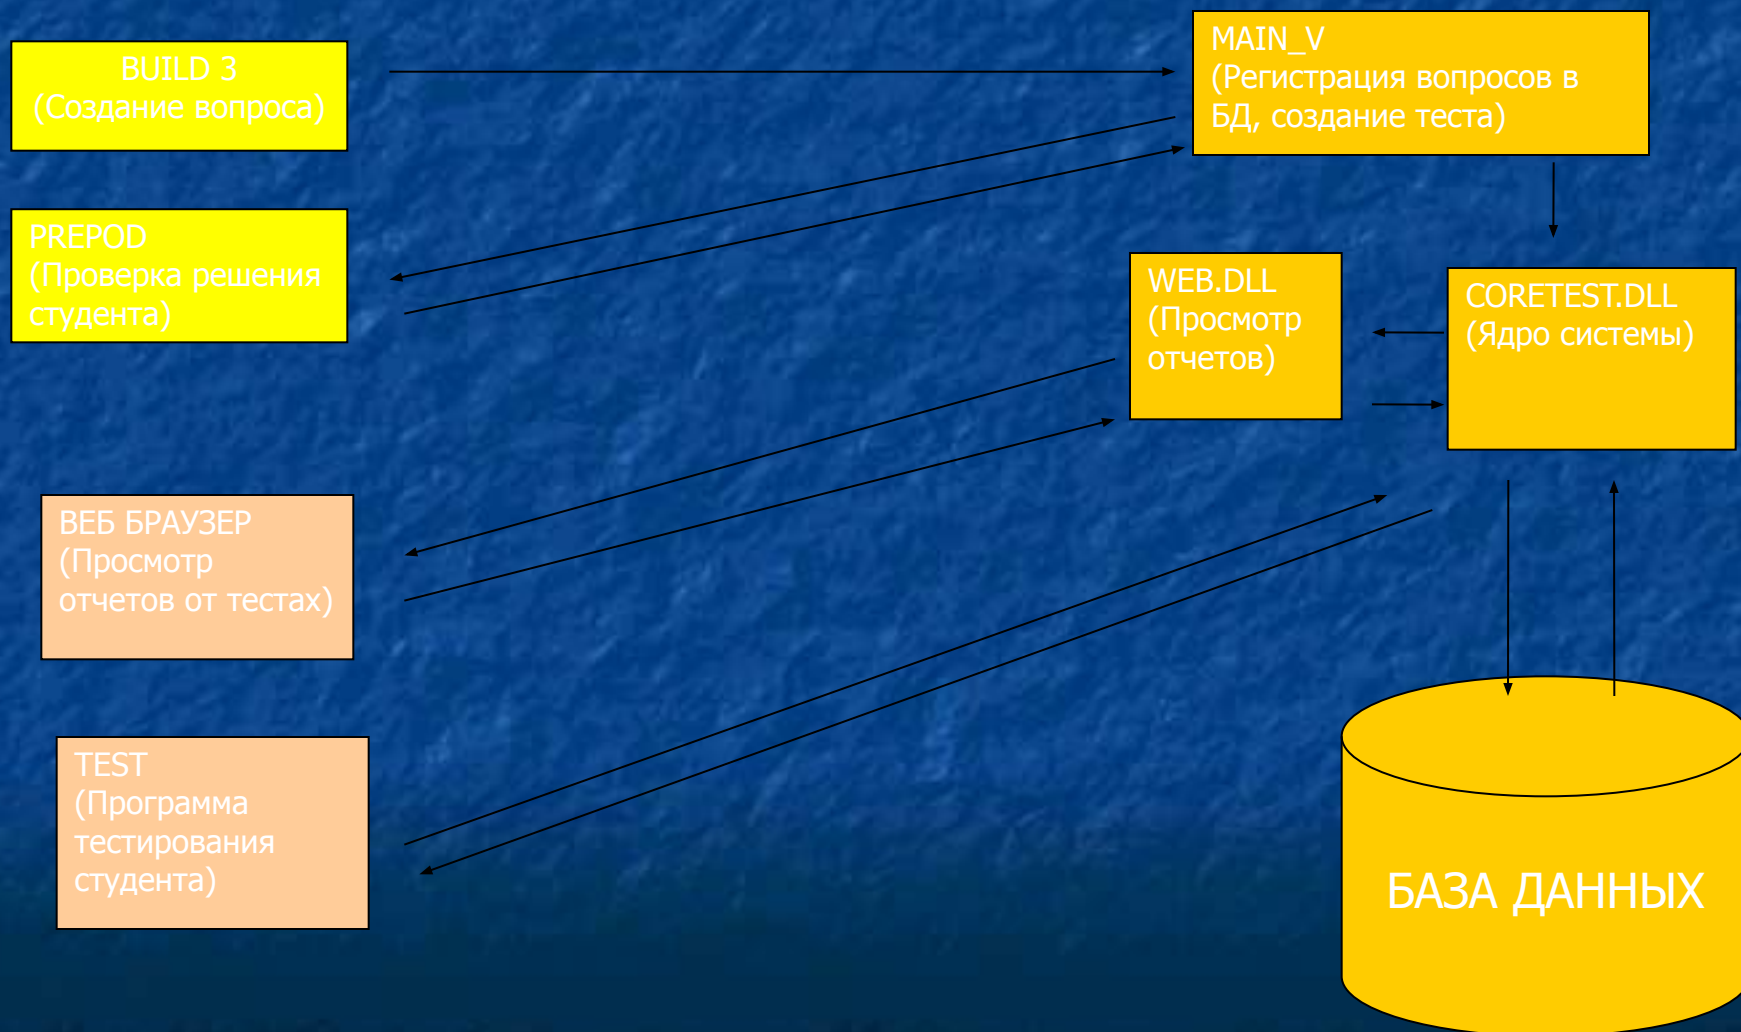 BUILD 3
(Создание вопроса)
MAIN_V
(Регистрация вопросов в
БД, создание теста)
PREPOD
(Проверка решения
студента)
WEB.DLL
(Просмотр
отчетов)
CORETEST.DLL
(Ядро системы)
ВЕБ БРАУЗЕР
(Просмотр
отчетов от тестах)
TEST
(Программа
тестирования
студента)
БАЗА ДАННЫХ